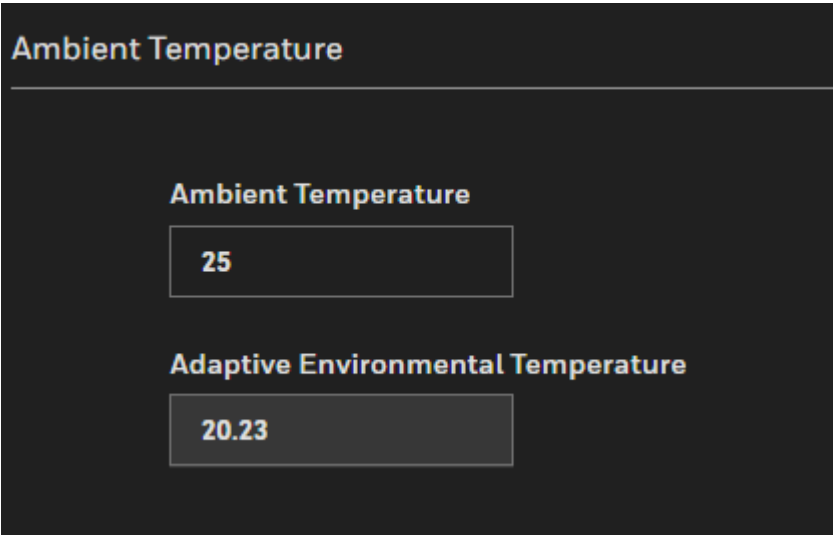 Ambient Temperature
Ambient Temperature
25
Adaptive Environmental Temperature
20.23